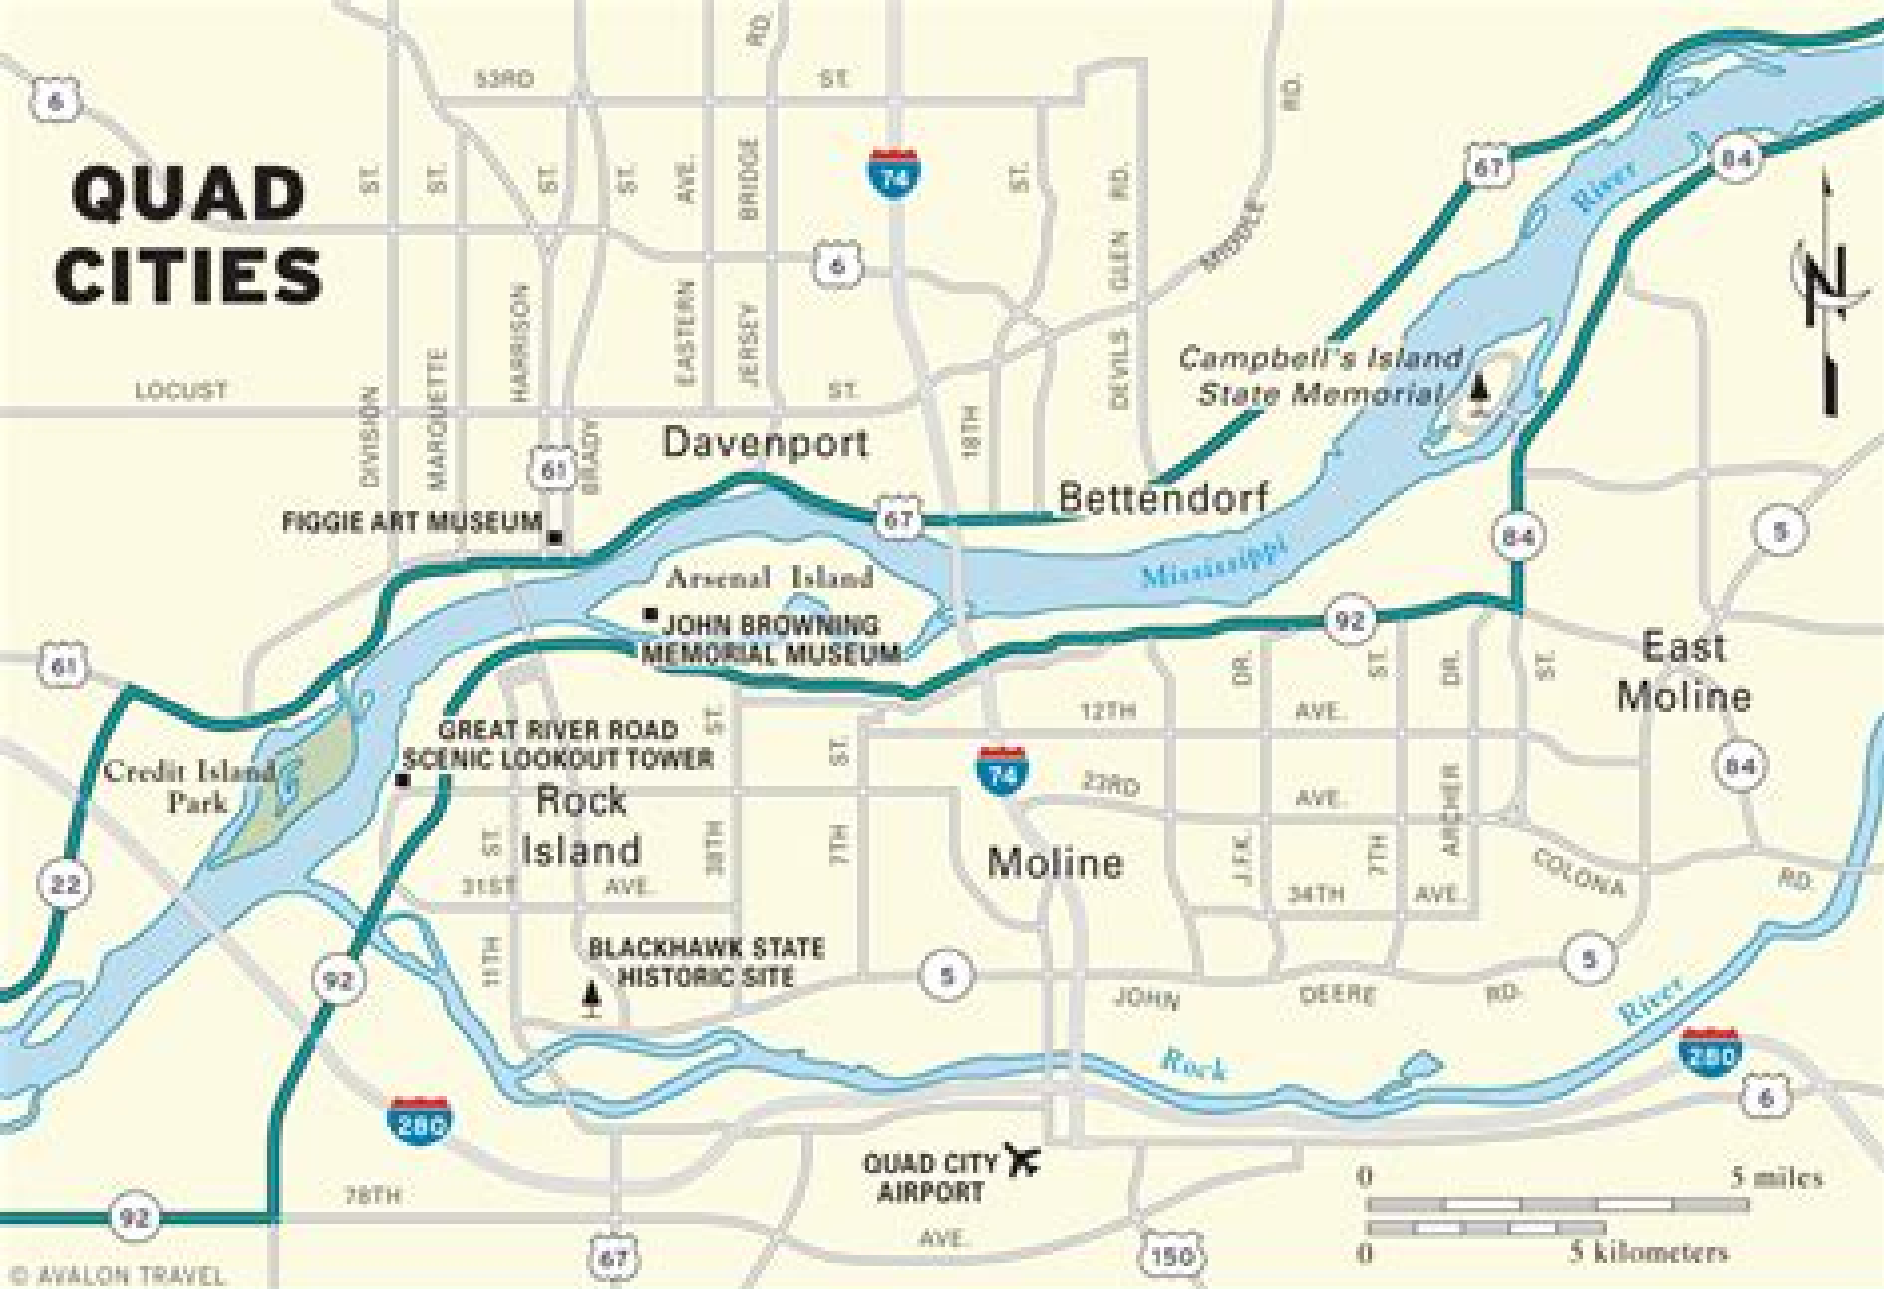 QUAD
CITIES
6
53RD
ST.
RD.
74
ST.
ST.
ST.
ST.
AVE.
BRIDGE
ST.
RD.
RD.
67
84
River
N
6
MIDDLE
GLEN
DEVILS
HARRISON
EASTERN
JERSEY
MARQUETTE
DIVISION
LOCUST
ST.
18TH
Campbell's Island
State Memorial
61
BRADY
Davenport
Bettendorf
67
FIGGIE ART MUSEUM
Mississippi
84
5
Arsenal Island
JOHN BROWNING
MEMORIAL MUSEUM
92
61
East
Moline
DR.
ST.
DR.
ST.
12TH
AVE.
ST.
ST.
GREAT RIVER ROAD
SCENIC LOOKOUT TOWER
Credit Island
Park
Rock
Island
74
23RD
AVE.
84
ARCHER
J.F.K.
7TH
Moline
22
ST.
38TH
7TH
31ST
AVE.
34TH
AVE.
COLONA
RD.
11TH
BLACKHAWK STATE
HISTORIC SITE
92
5
5
JOHN
DEERE
RD.
River
Rock
280
280
6
QUAD CITY
AIRPORT
78TH
AVE.
92
67
150
0
5 miles
0
5 kilometers
© AVALON TRAVEL